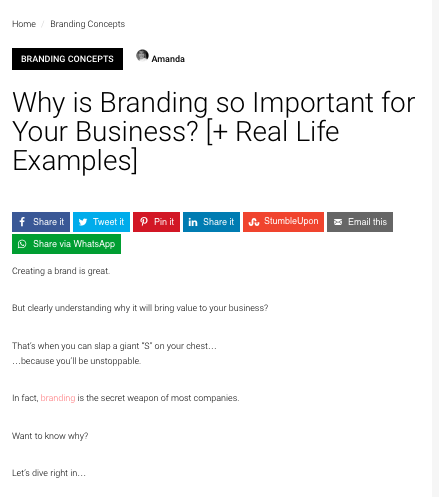 Home / Branding Concepts
BRANDING CONCEPTS Amanda
Why is Branding so Important for
Your Business? [+ Real Life
Examples]
Share it Tweet it Pin it Share it StumbleUpon Email this
Share via WhatsApp
Creating a brand is great.
But clearly understanding why it will bring value to your business?
That's when you can slap a giant "S" on your chest…
…because you'll be unstoppable.
In fact, branding is the secret weapon of most companies.
Want to know why?
Let's dive right in…